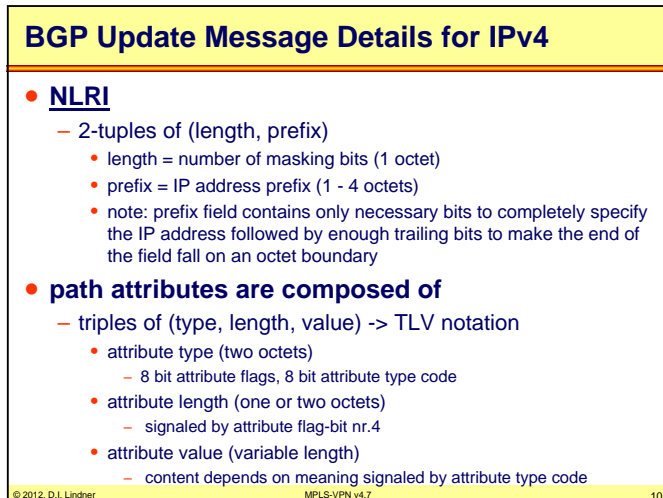 BGP Update Message Details for IPv4
• NLRI
– 2-tuples of (length, prefix)
• length = number of masking bits (1 octet)
• prefix = IP address prefix (1 - 4 octets)
• note: prefix field contains only necessary bits to completely specify
the IP address followed by enough trailing bits to make the end of
the field fall on an octet boundary
• path attributes are composed of
– triples of (type, length, value) -> TLV notation
• attribute type (two octets)
– 8 bit attribute flags, 8 bit attribute type code
• attribute length (one or two octets)
– signaled by attribute flag-bit nr.4
• attribute value (variable length)
– content depends on meaning signaled by attribute type code
© 2012, D.I. Lindner MPLS-VPN v4.7 10